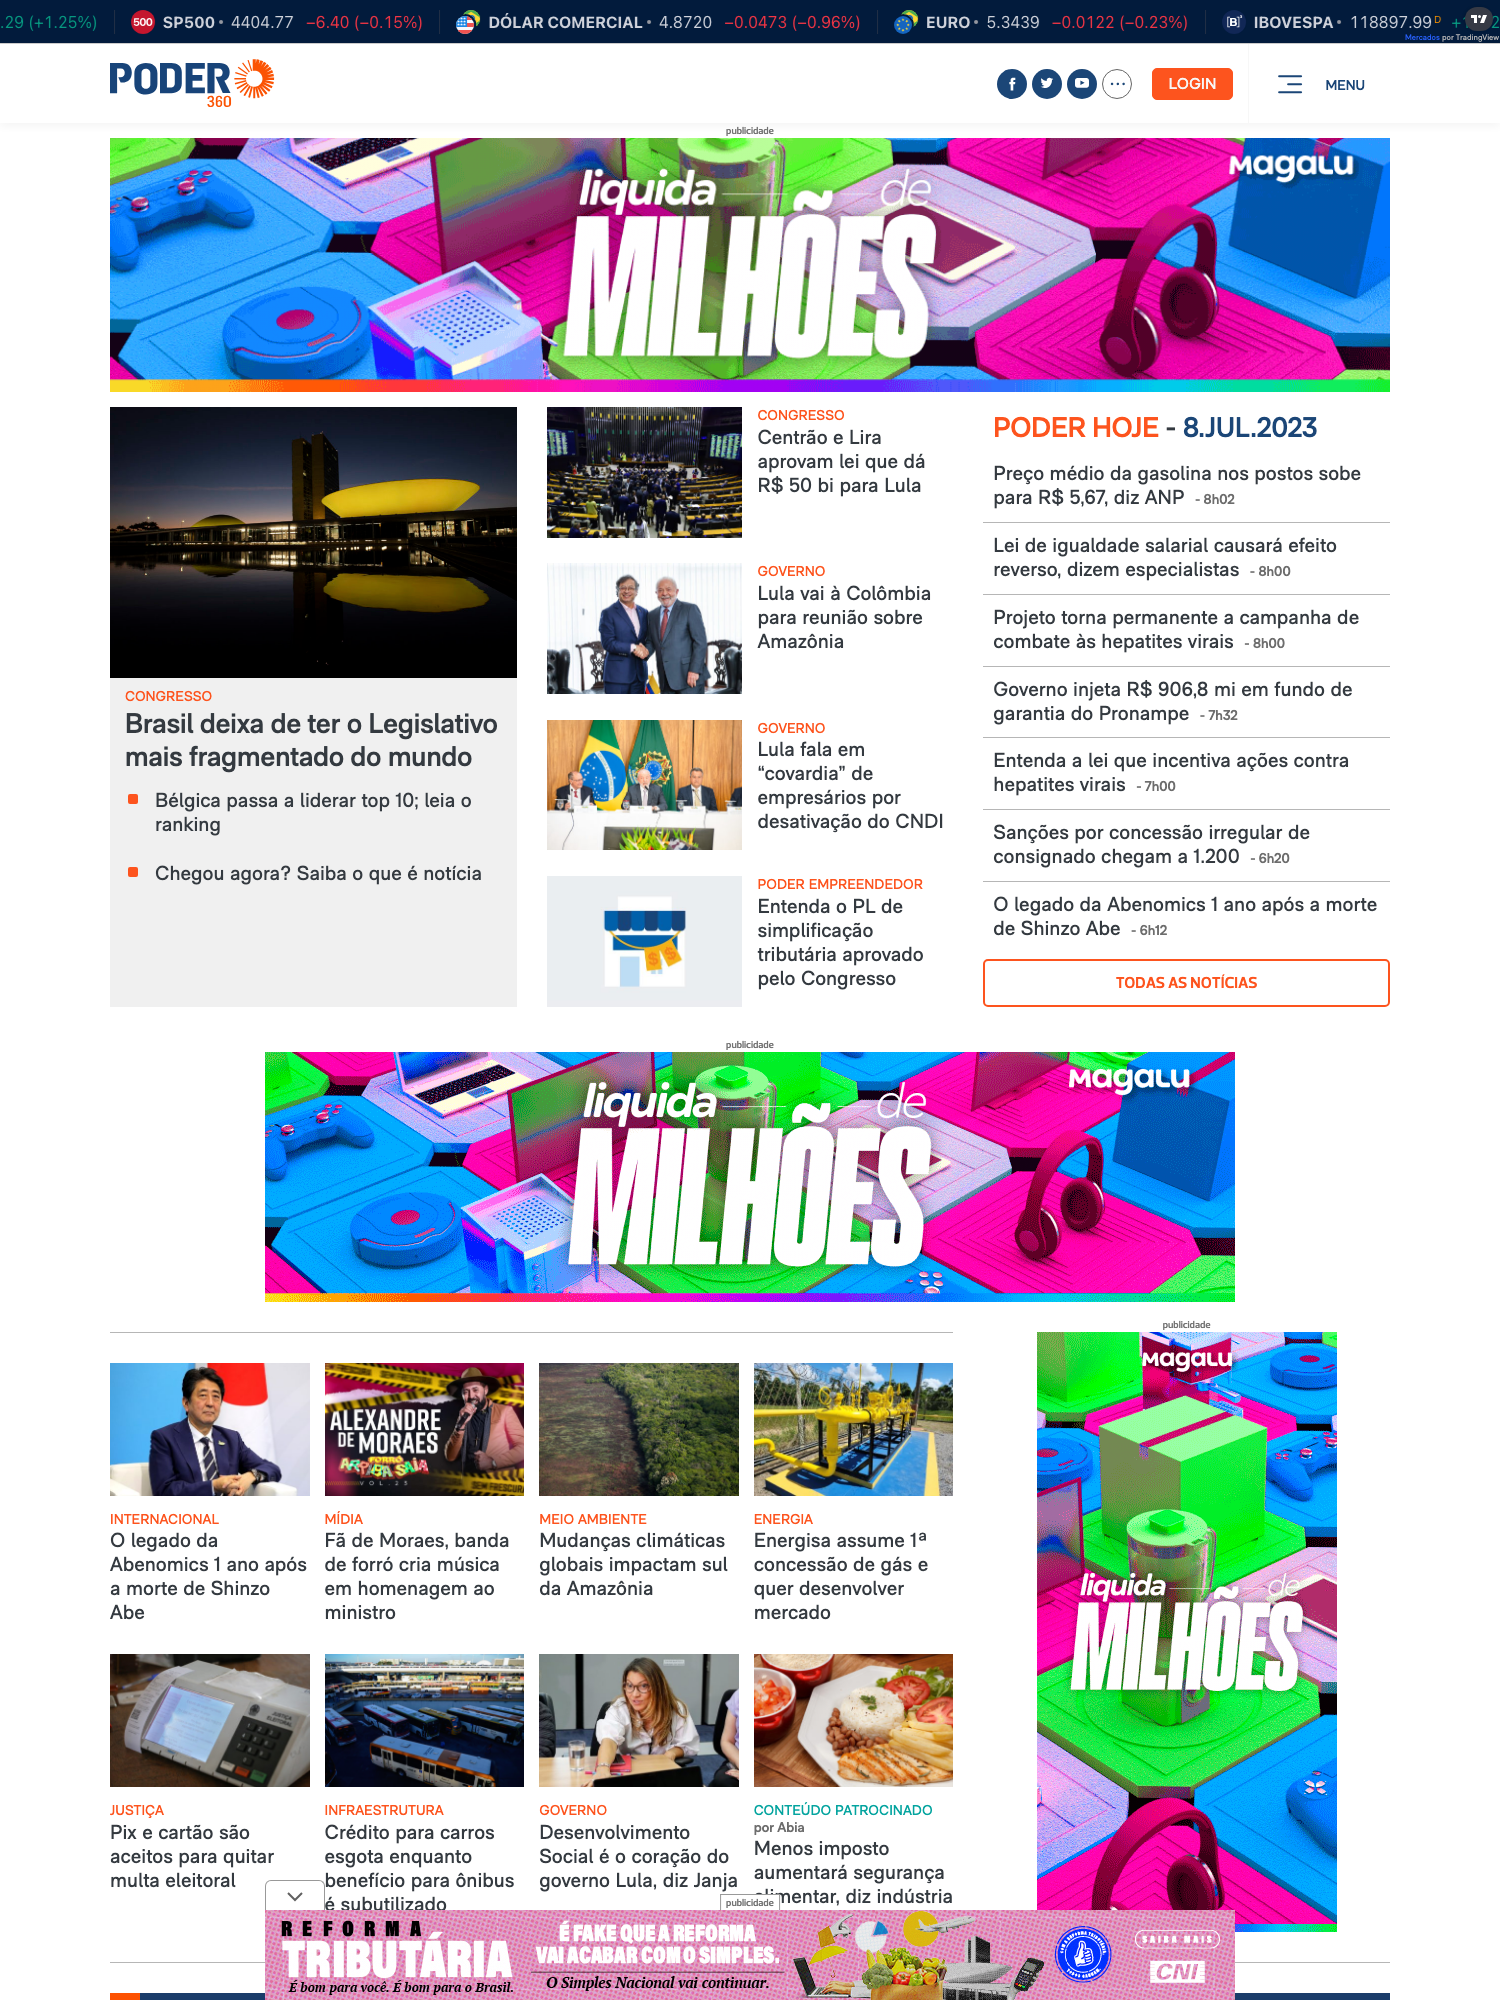 .29 (+1.25%) 500 SP500 • 4404.77 −6.40 (−0.15%) DÓLAR COMERCIAL • 4.8720 −0.0473 (−0.96%) EURO • 5.3439 −0.0122 (−0.23%) IBOVESPA • 118897.99 D
Mercados por TradingView
PODER
360
LOGIN
MENU
publicidade
liquida de
MILHÕES
MAGALU
CONGRESSO
Brasil deixa de ter o Legislativo
mais fragmentado do mundo
Bélgica passa a liderar top 10; leia o
ranking
Chegou agora? Saiba o que é notícia
CONGRESSO
Centrão e Lira
aprovam lei que dá
R$ 50 bi para Lula
GOVERNO
Lula vai à Colômbia
para reunião sobre
Amazônia
GOVERNO
Lula fala em
“covardia” de
empresários por
desativação do CNDI
PODER EMPREENDEDOR
Entenda o PL de
simplificação
tributária aprovado
pelo Congresso
PODER HOJE - 8.JUL.2023
Preço médio da gasolina nos postos sobe
para R$ 5,67, diz ANP - 8h02
Lei de igualdade salarial causará efeito
reverso, dizem especialistas - 8h00
Projeto torna permanente a campanha de
combate às hepatites virais - 8h00
Governo injeta R$ 906,8 mi em fundo de
garantia do Pronampe - 7h32
Entenda a lei que incentiva ações contra
hepatites virais - 7h00
Sanções por concessão irregular de
consignado chegam a 1.200 - 6h20
O legado da Abenomics 1 ano após a morte
de Shinzo Abe - 6h12
TODAS AS NOTÍCIAS
publicidade
liquida de
MILHÕES
MAGALU
publicidade
MAGALU
liquida de
MILHÕES
ALEXANDRE
DE MORAES
FORRÓ
ARRIBA SAIA
VOL.23
INTERNACIONAL
O legado da
Abenomics 1 ano após
a morte de Shinzo
Abe
MÍDIA
Fã de Moraes, banda
de forró cria música
em homenagem ao
ministro
MEIO AMBIENTE
Mudanças climáticas
globais impactam sul
da Amazônia
ENERGIA
Energisa assume 1ª
concessão de gás e
quer desenvolver
mercado
JUSTIÇA
Pix e cartão são
aceitos para quitar
multa eleitoral
INFRAESTRUTURA
Crédito para carros
esgota enquanto
benefício para ônibus
é subutilizado
GOVERNO
Desenvolvimento
Social é o coração do
governo Lula, diz Janja
CONTEÚDO PATROCINADO
por Abia
Menos imposto
aumentará segurança
alimentar, diz indústria
publicidade
REFORMA
TRIBUTÁRIA
É bom para você. É bom para o Brasil.
É FAKE QUE A REFORMA
VAI ACABAR COM O SIMPLES.
O Simples Nacional vai continuar.
SAIBA MAIS
CNI